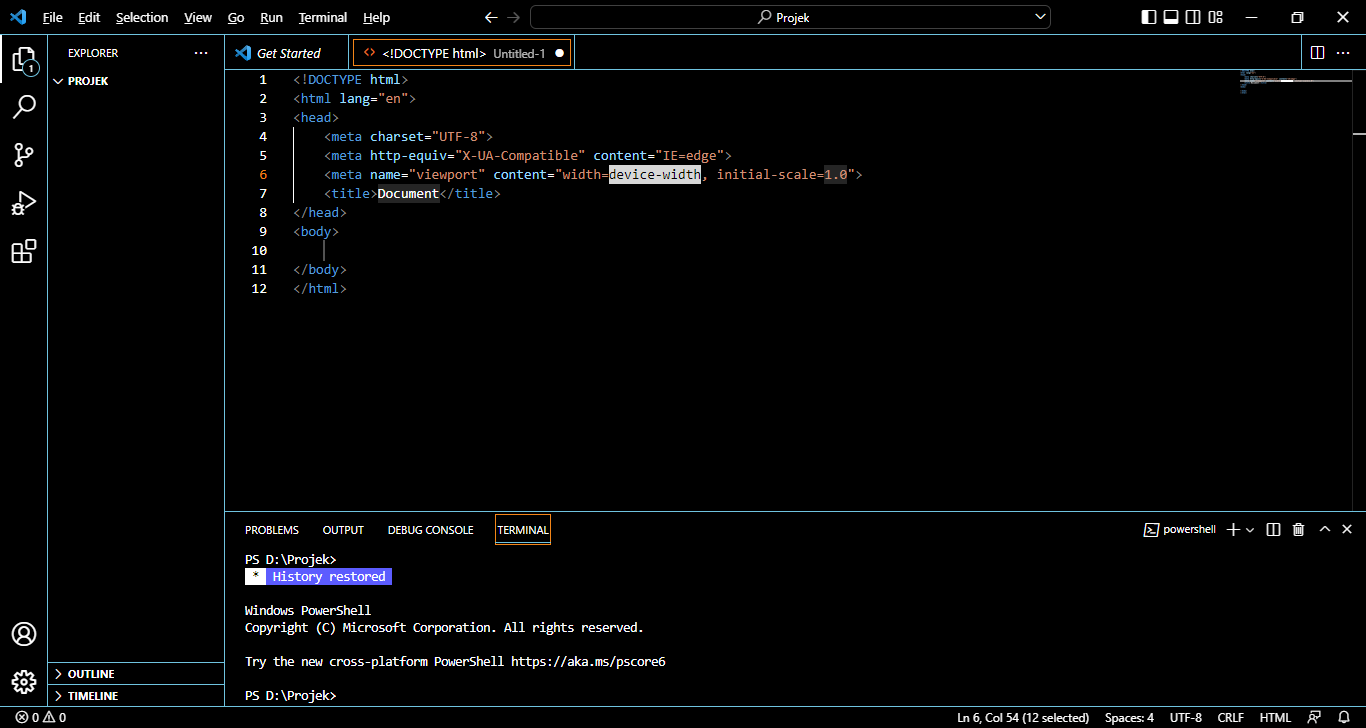 File Edit Selection View Go Run Terminal Help
Projek
EXPLORER
PROJEK
Get Started
<!DOCTYPE html> Untitled-1
1 <!DOCTYPE html>
2 <html lang="en">
3 <head>
4     <meta charset="UTF-8">
5     <meta http-equiv="X-UA-Compatible" content="IE=edge">
6     <meta name="viewport" content="width=device-width, initial-scale=1.0">
7     <title>Document</title>
8 </head>
9 <body>
10
11 </body>
12 </html>
1
PROBLEMS OUTPUT DEBUG CONSOLE TERMINAL
powershell
PS D:\Projek>
* History restored
Windows PowerShell
Copyright (C) Microsoft Corporation. All rights reserved.
Try the new cross-platform PowerShell https://aka.ms/pscore6
PS D:\Projek>
OUTLINE
TIMELINE
0 0
Ln 6, Col 54 (12 selected) Spaces: 4 UTF-8 CRLF HTML